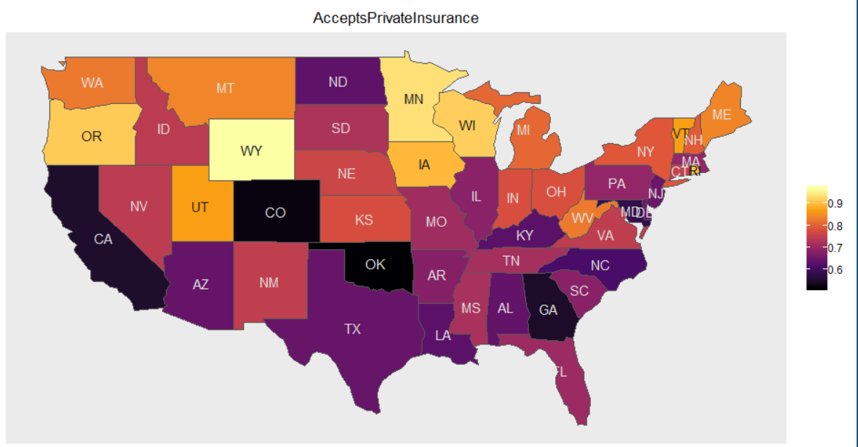 AcceptsPrivateInsurance
WA
MT
ND
MN
ME
OR
ID
SD
WI
MI
VT
NH
WY
NY
MA
IA
CT
RI
NE
PA
NV
UT
CO
IL
IN
OH
NJ
0.9
CA
KS
MO
WV
MD
DE
0.8
KY
VA
0.7
AZ
NM
OK
AR
TN
NC
0.6
SC
TX
LA
MS
AL
GA
FL